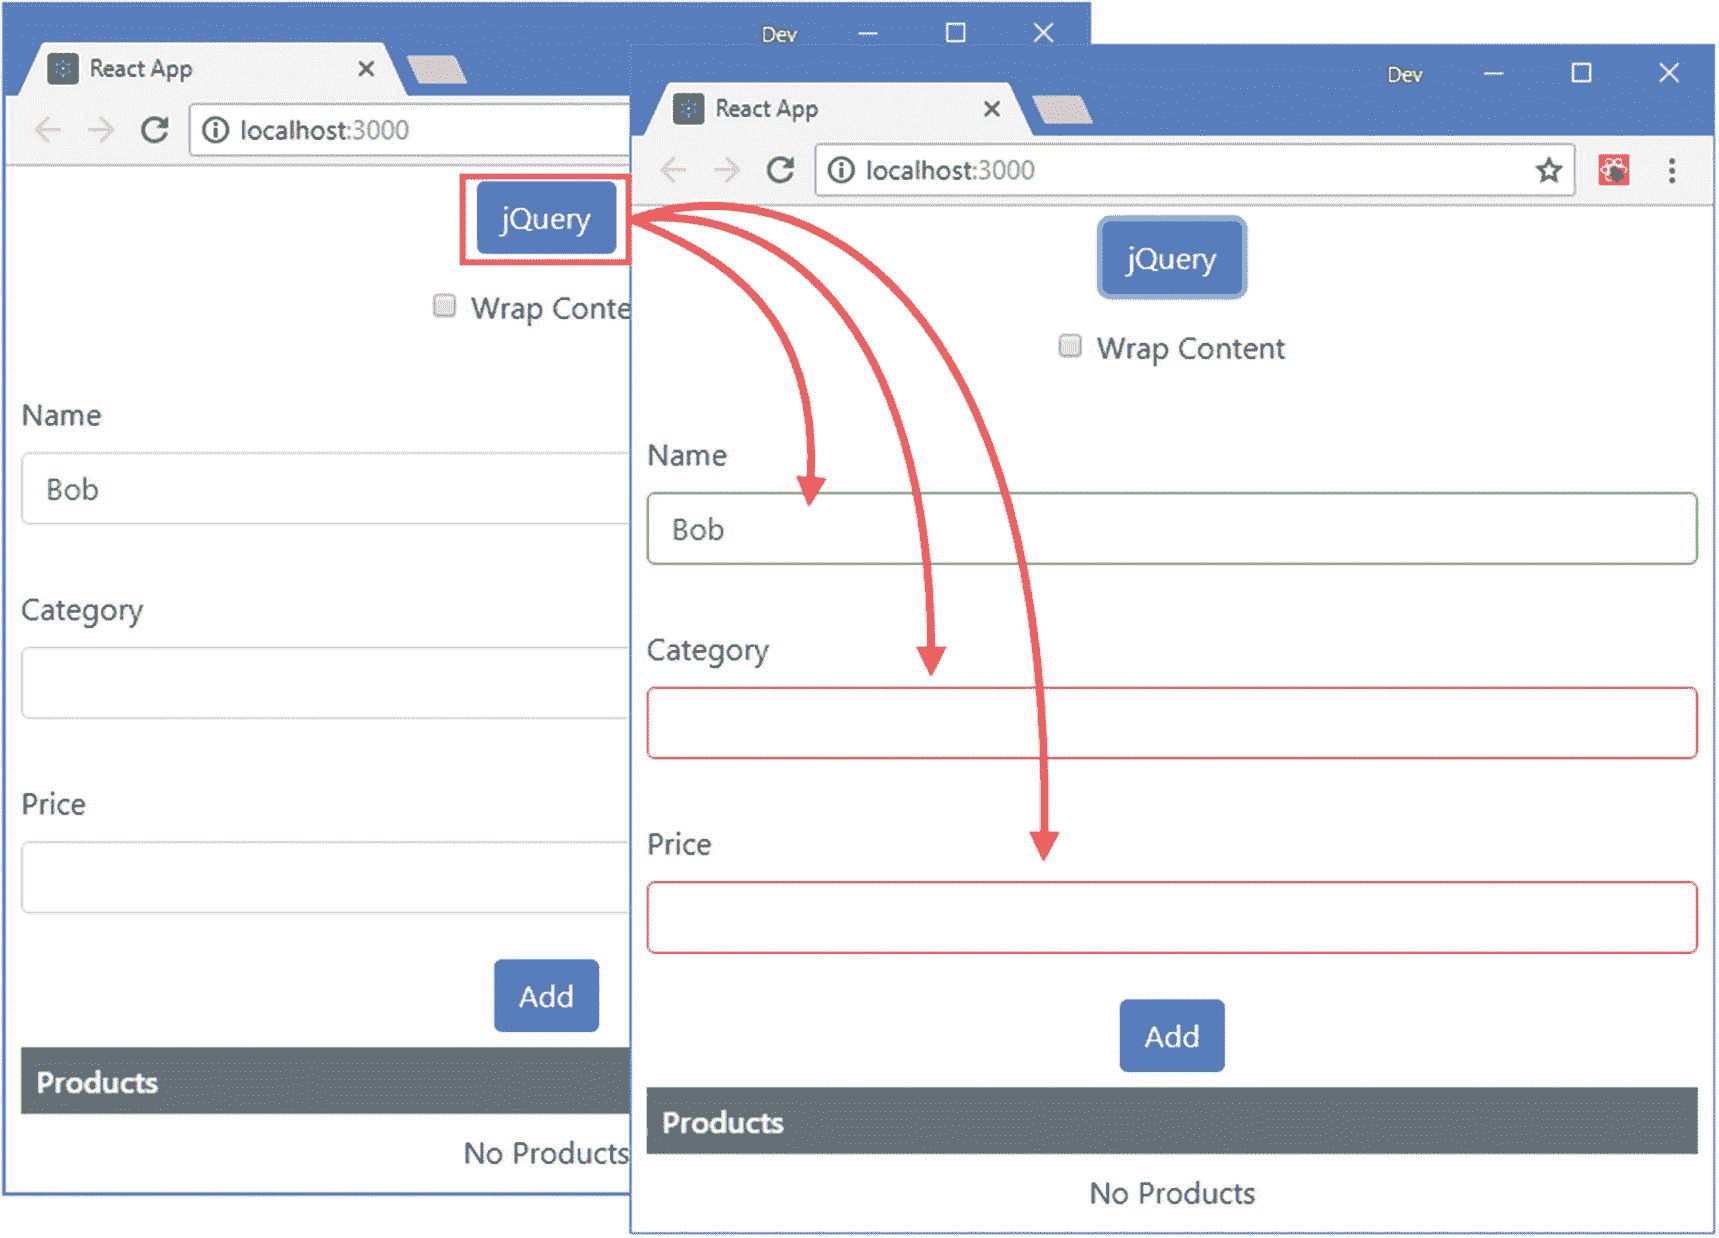 Dev
React App
localhost:3000
jQuery
Wrap Conte
Name
Bob
Category
Price
Add
Products
No Products
Dev
React App
localhost:3000
jQuery
Wrap Content
Name
Bob
Category
Price
Add
Products
No Products